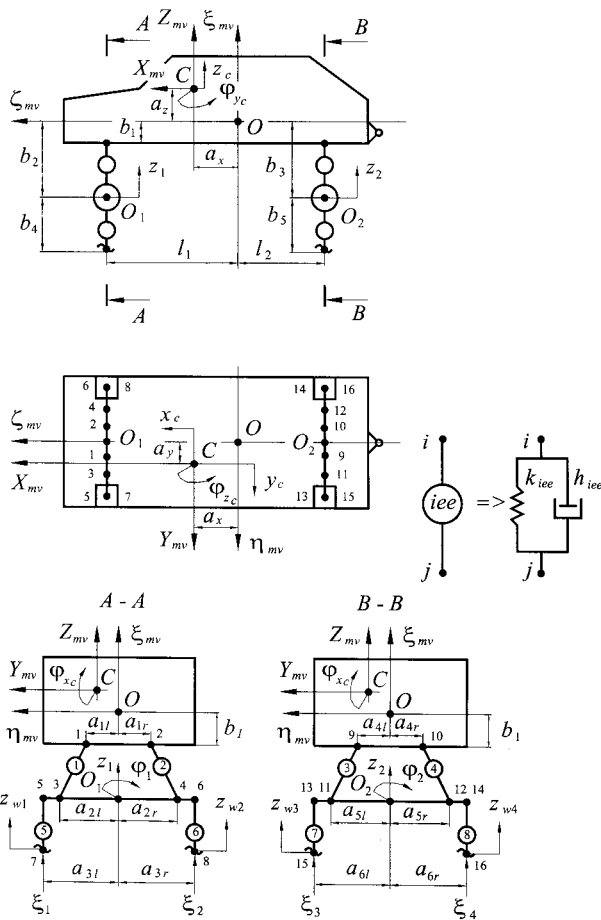 A Z_mv ξ_mv B
X_mv z_c
ζ_mv C φ_yc
a_z
b_1 O
b_2 a_x b_3
z_1 z_2
b_4 O_1 b_5 O_2
l_1 l_2
A B
6 8 14 16
4 12
2 x_c O 10
ζ_mv O_1 a_y O_2
1 C 9
3 11
X_mv φ_zc y_c
5 7 13 15
a_x
Y_mv η_mv
i i
k_iee h_iee
iee =>
j j
A - A B - B
Z_mv ξ_mv Z_mv ξ_mv
Y_mv φ_xc C Y_mv φ_xc C
O O
η_mv a_1l a_1r b_1 η_mv a_4l a_4r b_1
1 2 9 10
z_1 z_2
1 O_1 φ_1 2 3 O_2 φ_2 4
5 3 4 6 13 11 12 14
z_w1 a_2l a_2r z_w2 z_w3 a_5l a_5r z_w4
5 6 7 8
7 8 15 16
a_3l a_3r a_6l a_6r
ξ_1 ξ_2 ξ_3 ξ_4